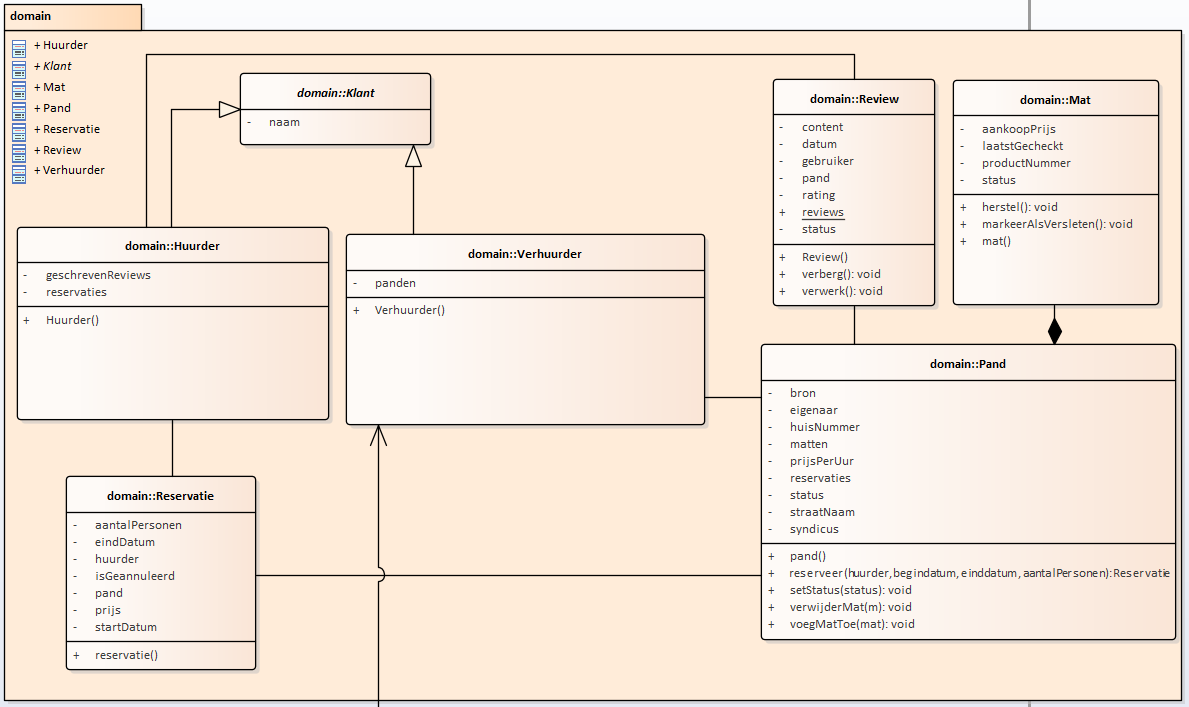 domain
+ Huurder
+ Klant
+ Mat
+ Pand
+ Reservatie
+ Review
+ Verhuurder
domain::Klant
- naam
domain::Review
- content
- datum
- gebruiker
- pand
- rating
+ reviews
- status
+ Review()
+ verberg(): void
+ verwerk(): void
domain::Mat
- aankoopPrijs
- laatstGecheckt
- productNummer
- status
+ herstel(): void
+ markeerAlsVersleten(): void
+ mat()
domain::Huurder
- geschrevenReviews
- reservaties
+ Huurder()
domain::Verhuurder
- panden
+ Verhuurder()
domain::Pand
- bron
- eigenaar
- huisNummer
- matten
- prijsPerUur
- reservaties
- status
- straatNaam
- syndicus
+ pand()
+ reserveer(huurder,begindatum,einddatum,aantalPersonen):Reservatie
+ setStatus(status): void
+ verwijderMat(m): void
+ voegMatToe(mat): void
domain::Reservatie
- aantalPersonen
- eindDatum
- huurder
- isGeannuleerd
- pand
- prijs
- startDatum
+ reservatie()